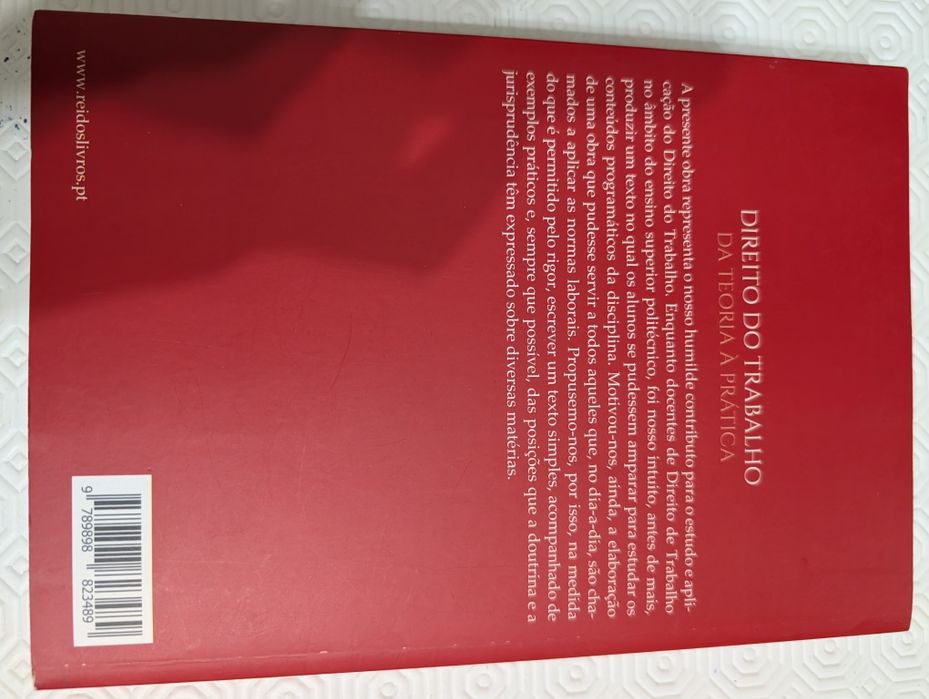 DIREITO DO TRABALHO
DA TEORIA À PRÁTICA
A presente obra representa o nosso humilde contributo para o estudo e apli-
cação do Direito do Trabalho. Enquanto docentes de Direito de Trabalho
no âmbito do ensino superior politécnico, foi nosso intuito, antes de mais,
produzir um texto no qual os alunos se pudessem amparar para estudar os
conteúdos programáticos da disciplina. Motivou-nos, ainda, a elaboração
de uma obra que pudesse servir a todos aqueles que, no dia-a-dia, são cha-
mados a aplicar as normas laborais. Propusemo-nos, por isso, na medida
do que é permitido pelo rigor, escrever um texto simples, acompanhado de
exemplos práticos e, sempre que possível, das posições que a doutrina e a
jurisprudência têm expressado sobre diversas matérias.
www.reidoslivros.pt
9 789898 823489